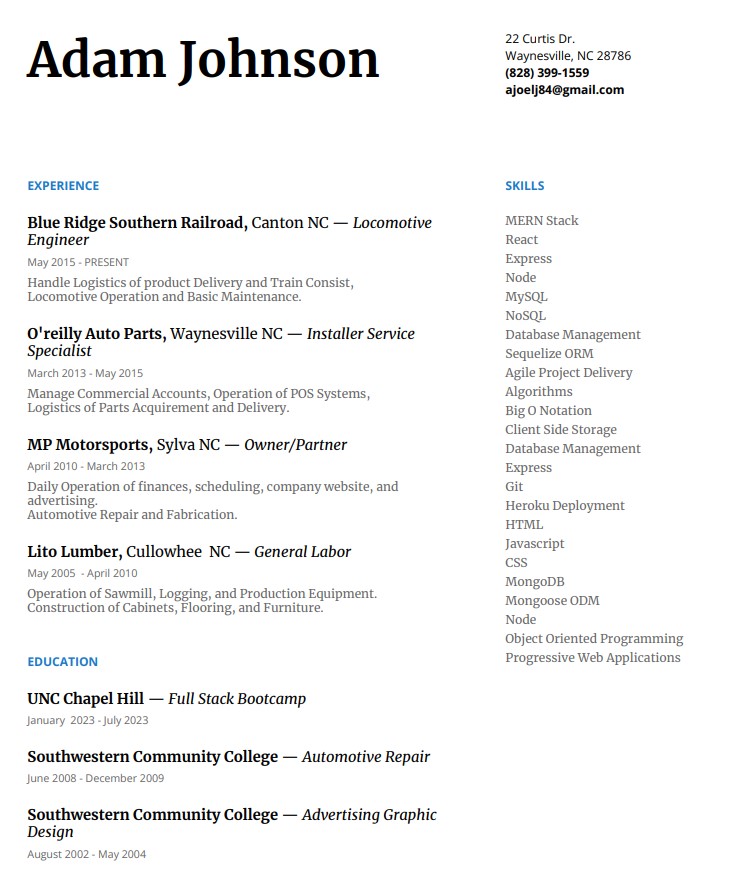 Adam Johnson
22 Curtis Dr.
Waynesville, NC 28786
(828) 399-1559
ajoelj84@gmail.com
EXPERIENCE
Blue Ridge Southern Railroad, Canton NC — Locomotive
Engineer
May 2015 - PRESENT
Handle Logistics of product Delivery and Train Consist,
Locomotive Operation and Basic Maintenance.
O'reilly Auto Parts, Waynesville NC — Installer Service
Specialist
March 2013 - May 2015
Manage Commercial Accounts, Operation of POS Systems,
Logistics of Parts Acquirement and Delivery.
MP Motorsports, Sylva NC — Owner/Partner
April 2010 - March 2013
Daily Operation of finances, scheduling, company website, and
advertising.
Automotive Repair and Fabrication.
Lito Lumber, Cullowhee  NC — General Labor
May 2005  - April 2010
Operation of Sawmill, Logging, and Production Equipment.
Construction of Cabinets, Flooring, and Furniture.
EDUCATION
UNC Chapel Hill — Full Stack Bootcamp
January  2023 - July 2023
Southwestern Community College — Automotive Repair
June 2008 - December 2009
Southwestern Community College — Advertising Graphic
Design
August 2002 - May 2004
SKILLS
MERN Stack
React
Express
Node
MySQL
NoSQL
Database Management
Sequelize ORM
Agile Project Delivery
Algorithms
Big O Notation
Client Side Storage
Database Management
Express
Git
Heroku Deployment
HTML
Javascript
CSS
MongoDB
Mongoose ODM
Node
Object Oriented Programming
Progressive Web Applications